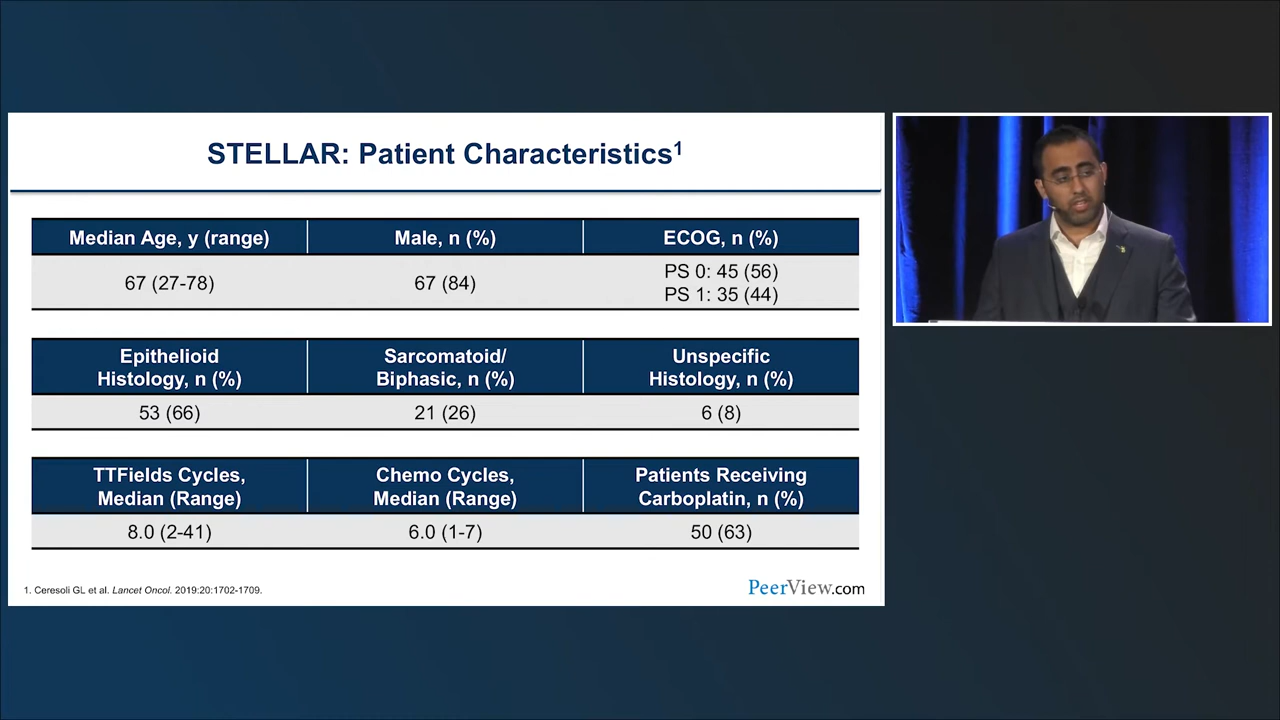 STELLAR: Patient Characteristics1
Median Age, y (range) Male, n (%) ECOG, n (%)
67 (27-78) 67 (84) PS 0: 45 (56)
PS 1: 35 (44)
Epithelioid Histology, n (%) Sarcomatoid/ Biphasic, n (%) Unspecific Histology, n (%)
53 (66) 21 (26) 6 (8)
TTFields Cycles, Median (Range) Chemo Cycles, Median (Range) Patients Receiving Carboplatin, n (%)
8.0 (2-41) 6.0 (1-7) 50 (63)
1. Ceresoli GL et al. Lancet Oncol. 2019:20:1702-1709.
PeerView.com